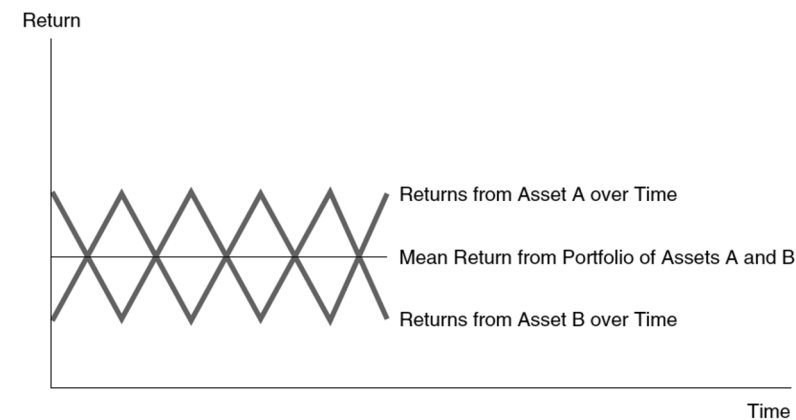 Return
Returns from Asset A over Time
Mean Return from Portfolio of Assets A and B
Returns from Asset B over Time
Time